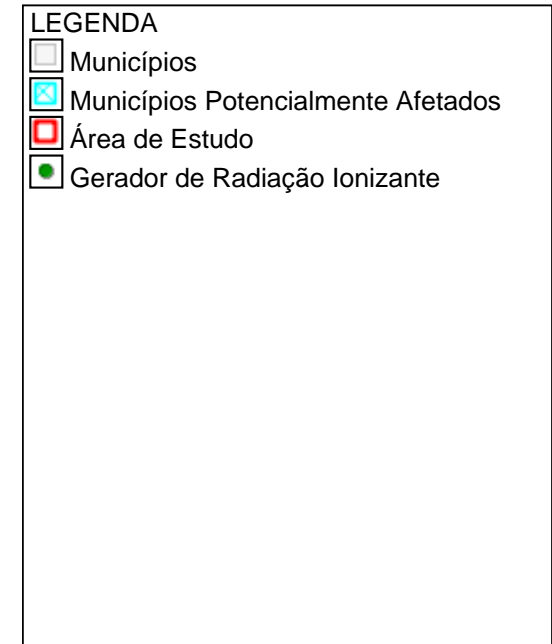 LEGENDA
Municípios
Municípios Potencialmente Afetados
Área de Estudo
Gerador de Radiação Ionizante